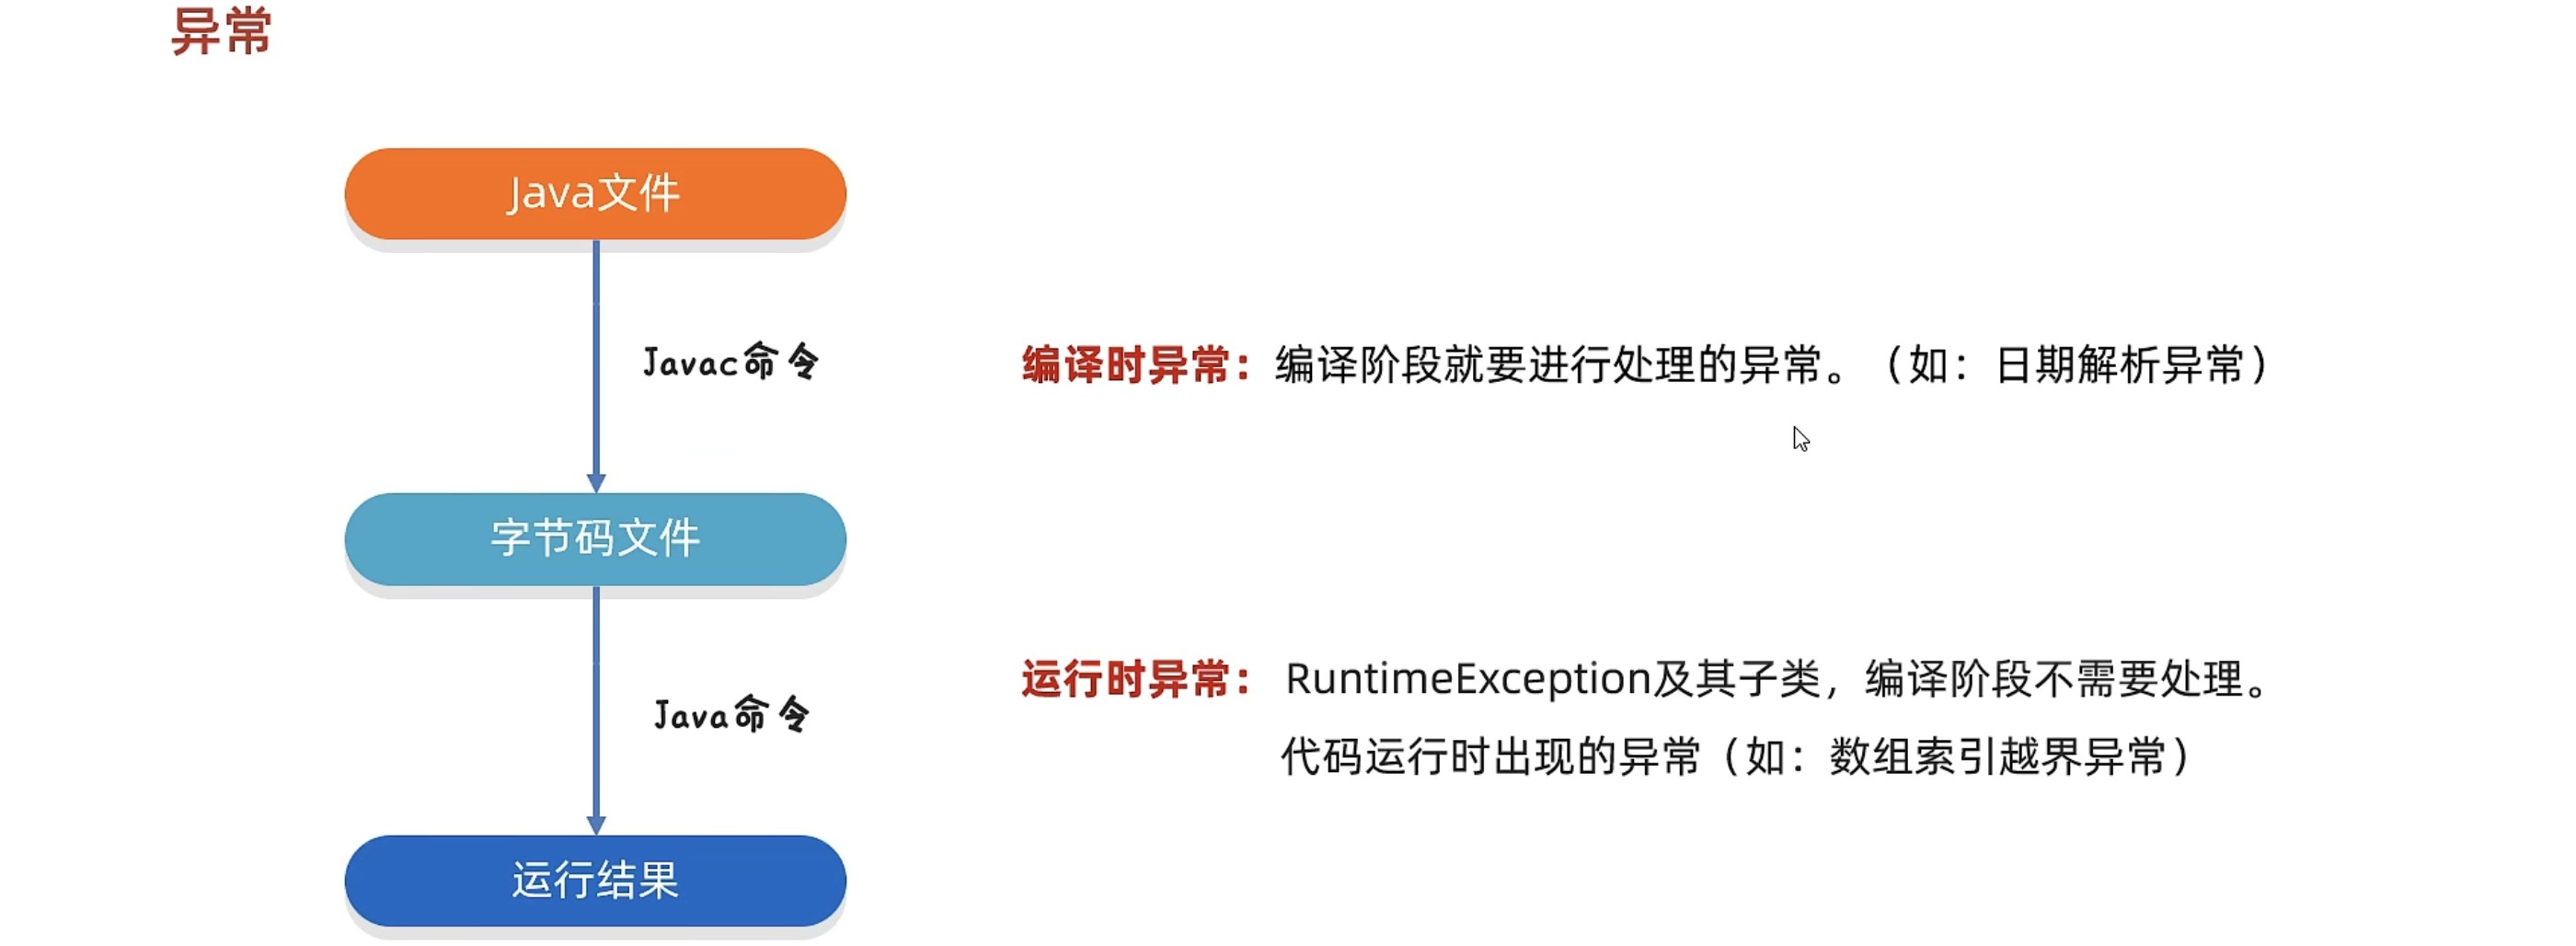 异常
Java文件
Javac命令
编译时异常：编译阶段就要进行处理的异常。（如：日期解析异常）
字节码文件
运行时异常： RuntimeException及其子类，编译阶段不需要处理。
代码运行时出现的异常（如：数组索引越界异常）
Java命令
运行结果